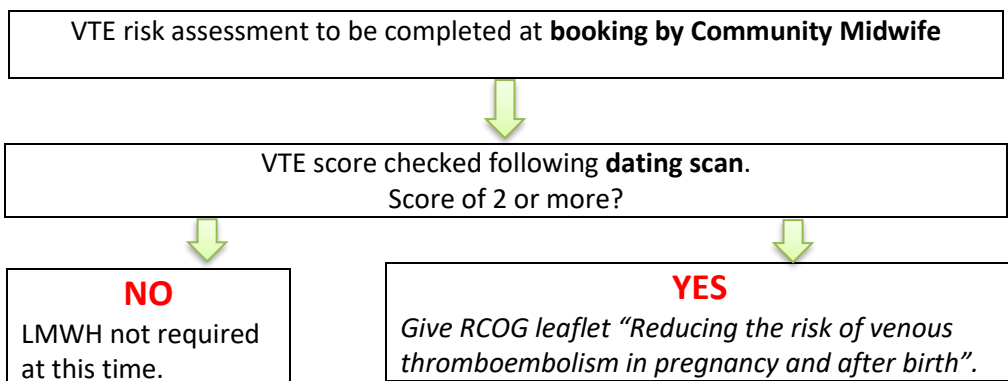 VTE risk assessment to be completed at booking by Community Midwife
VTE score checked following dating scan.
Score of 2 or more?
NO
LMWH not required
at this time.
YES
Give RCOG leaflet “Reducing the risk of venous
thromboembolism in pregnancy and after birth”.